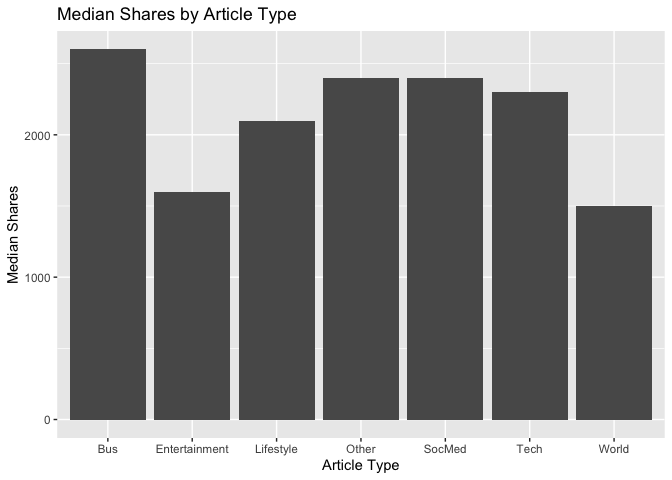 Median Shares by Article Type
Median Shares
2000
1000
0
Bus Entertainment Lifestyle Other SocMed Tech World
Article Type